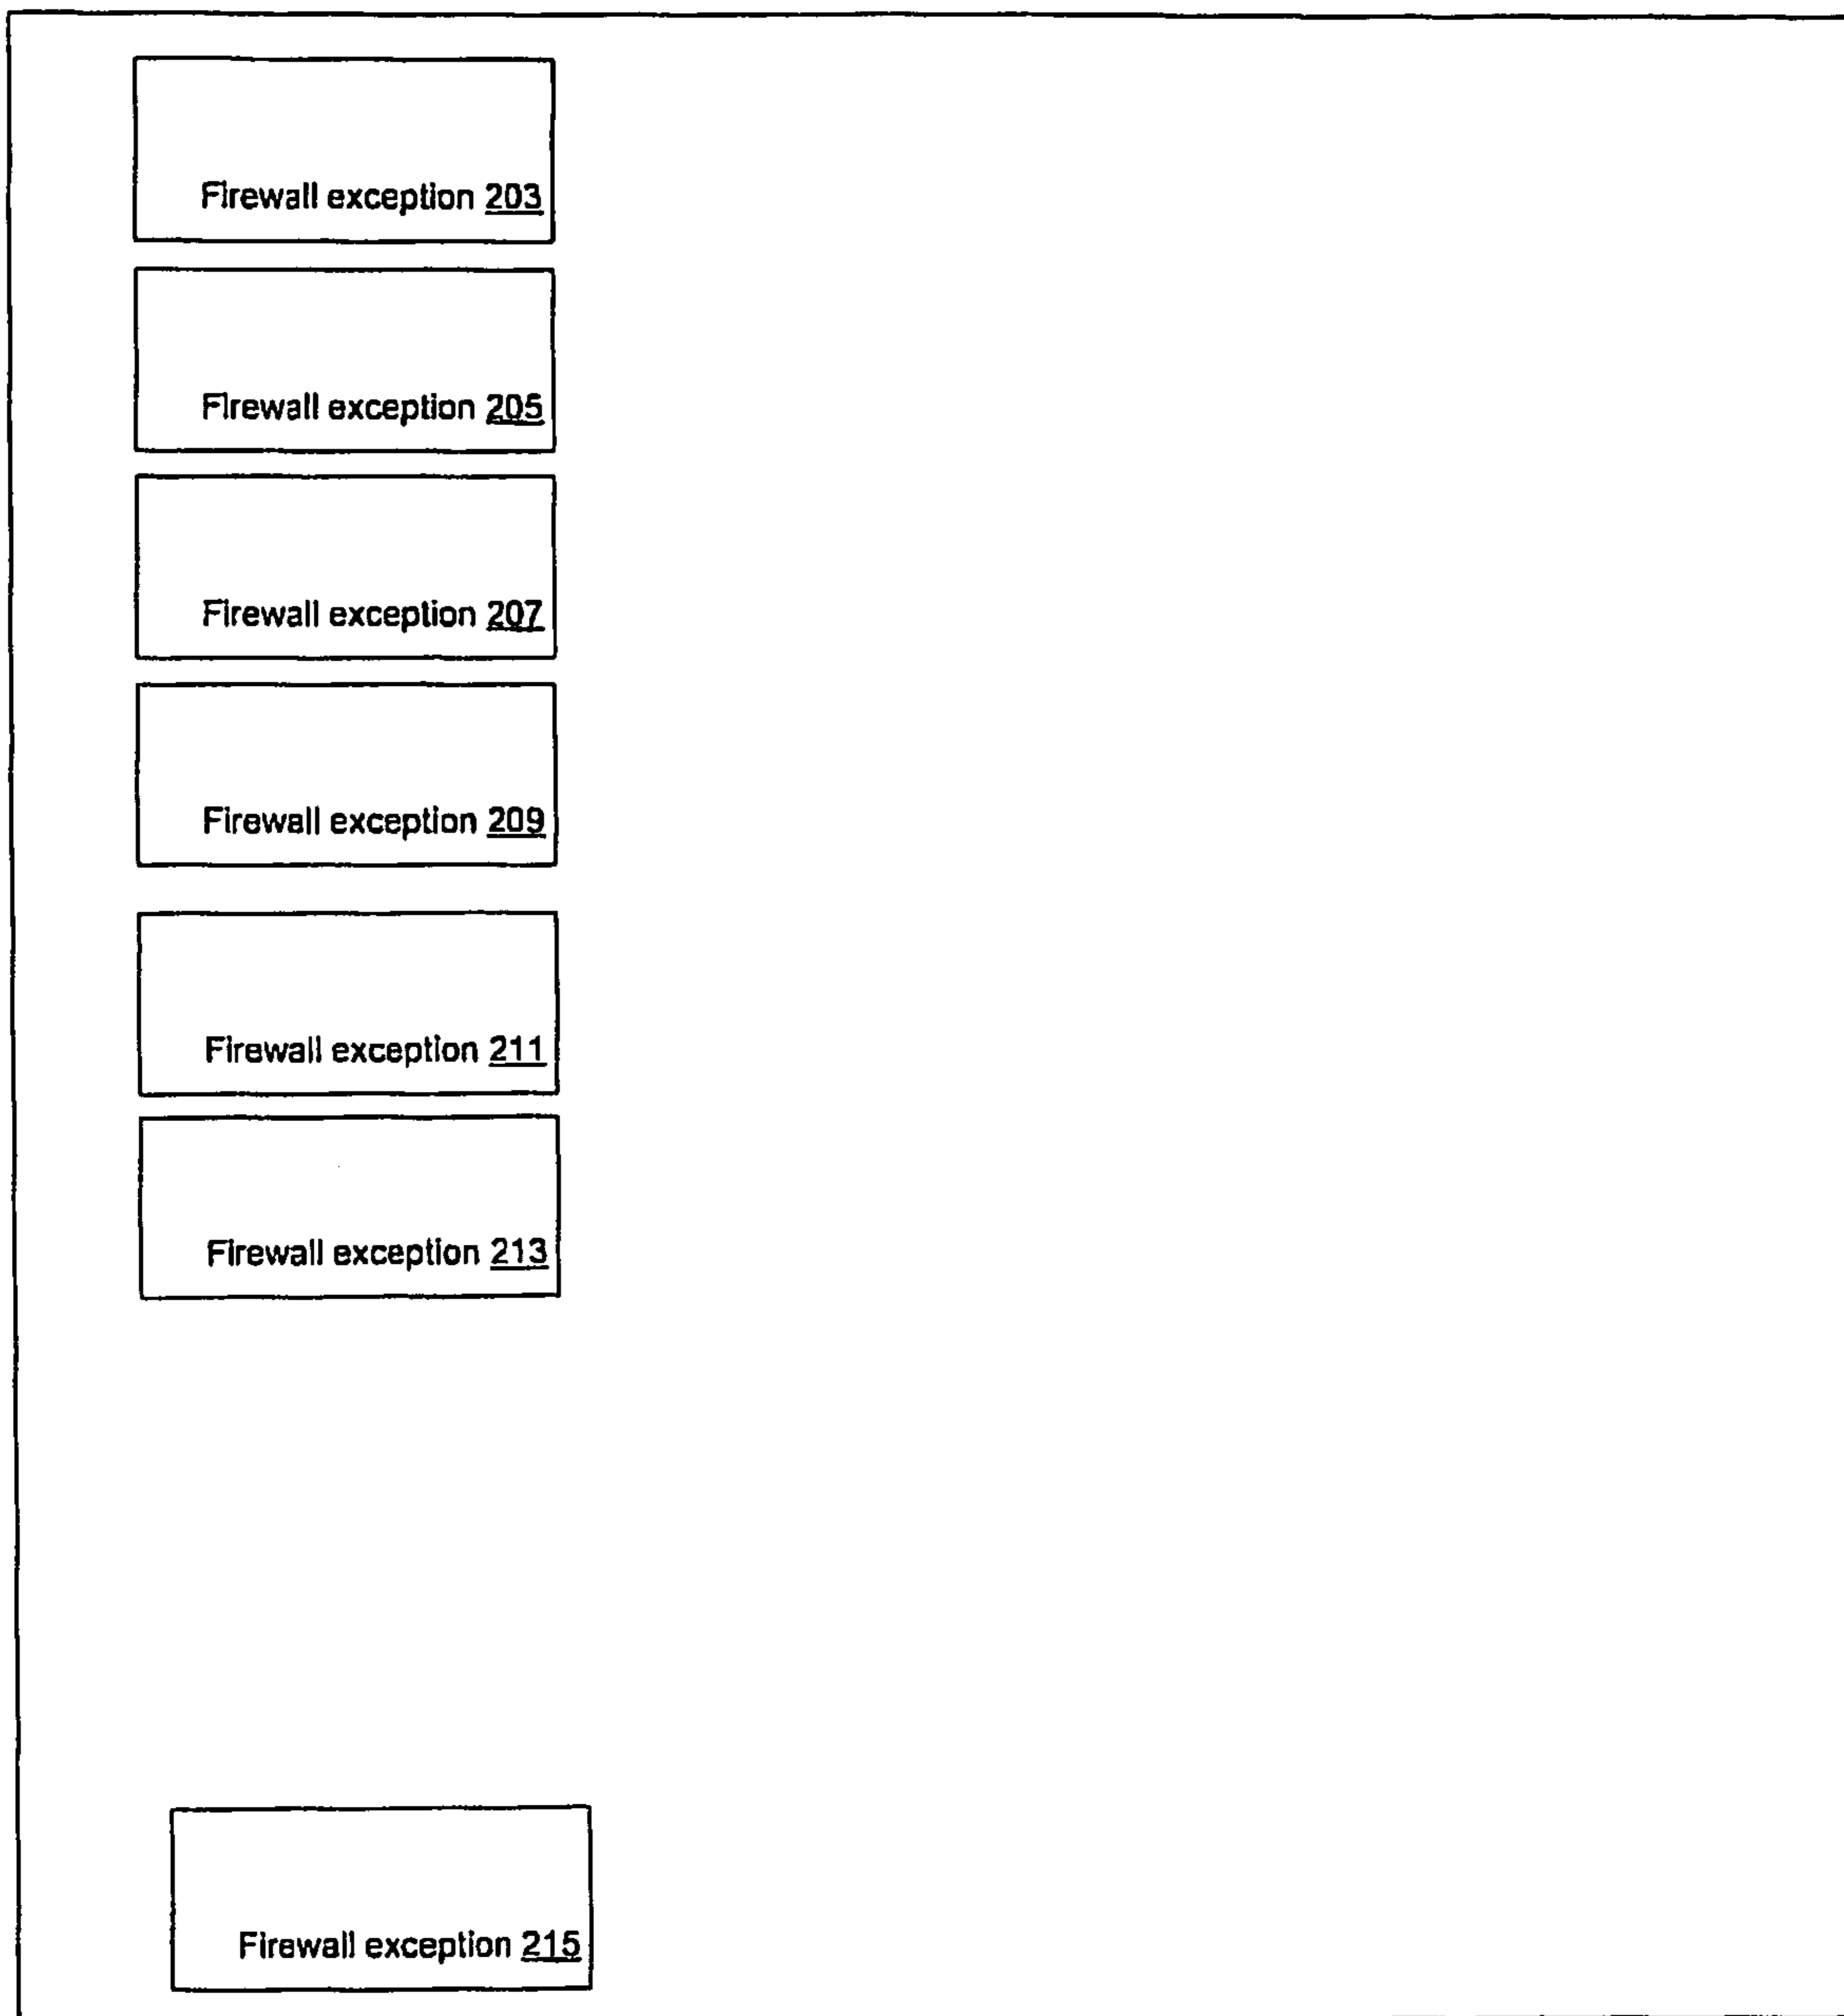 Firewall exception 203
Firewall exception 205
Firewall exception 207
Firewall exception 209
Firewall exception 211
Firewall exception 213
Firewall exception 215